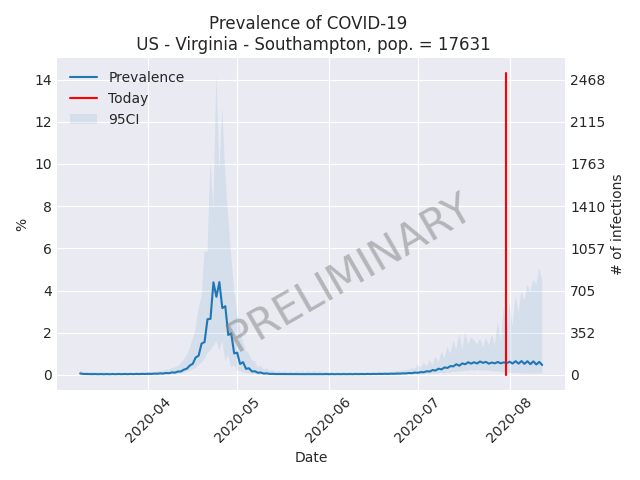 Prevalence of COVID-19
US - Virginia - Southampton, pop. = 17631
Prevalence
Today
95CI
14
12
10
8
6
4
2
0
%
2468
2115
1763
1410
1057
705
352
0
# of infections
PRELIMINARY
2020-04
2020-05
2020-06
2020-07
2020-08
Date